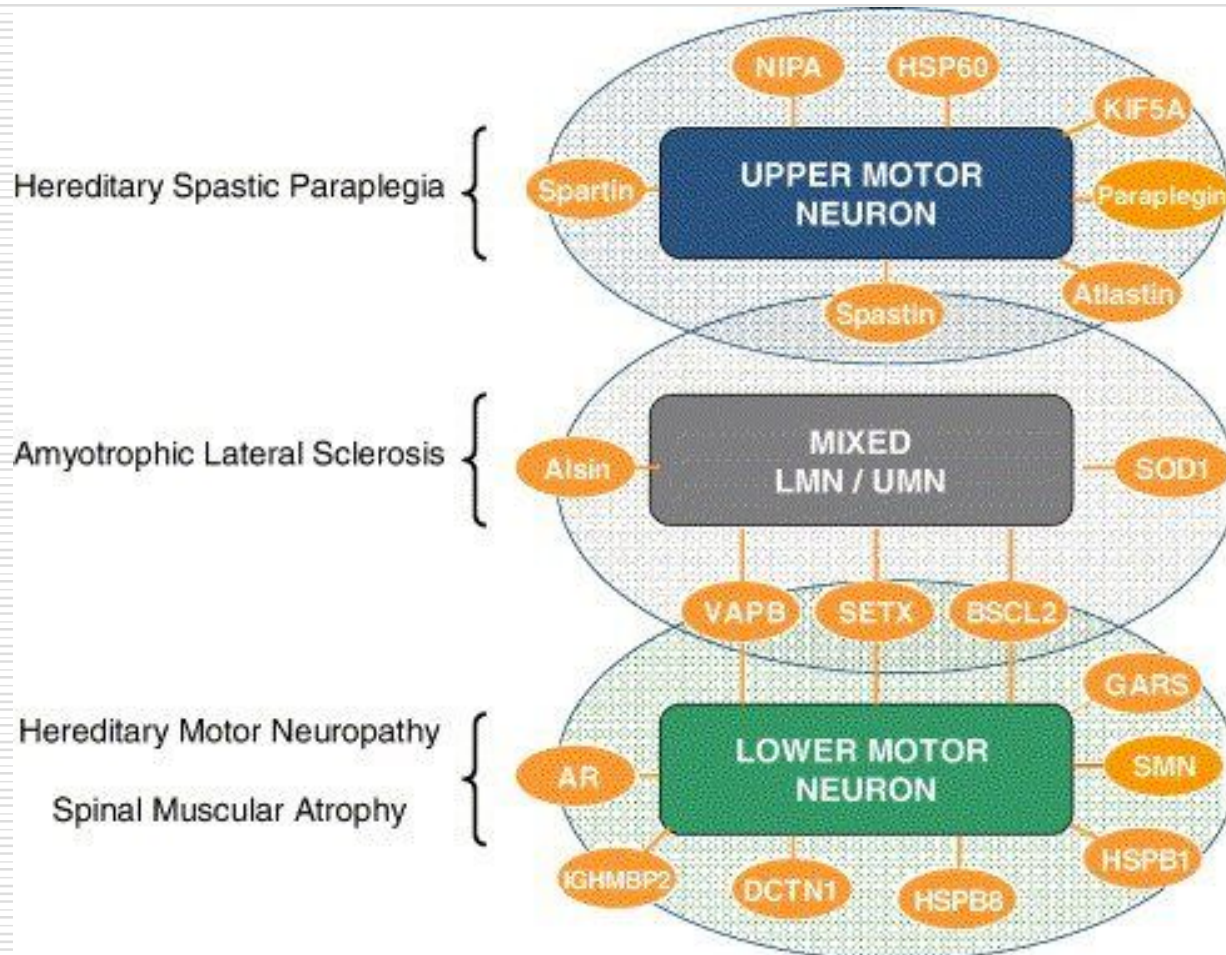 NIPA
HSP60
KIF5A
Hereditary Spastic Paraplegia
Spartin
UPPER MOTOR
NEURON
Paraplegin
Atlastin
Spastin
Amyotrophic Lateral Sclerosis
Alsin
MIXED
LMN / UMN
SOD1
VAPB
SETX
BSCL2
GARS
Hereditary Motor Neuropathy
Spinal Muscular Atrophy
AR
LOWER MOTOR
NEURON
SMN
HSPB1
IGHMBP2
DCTN1
HSPB8